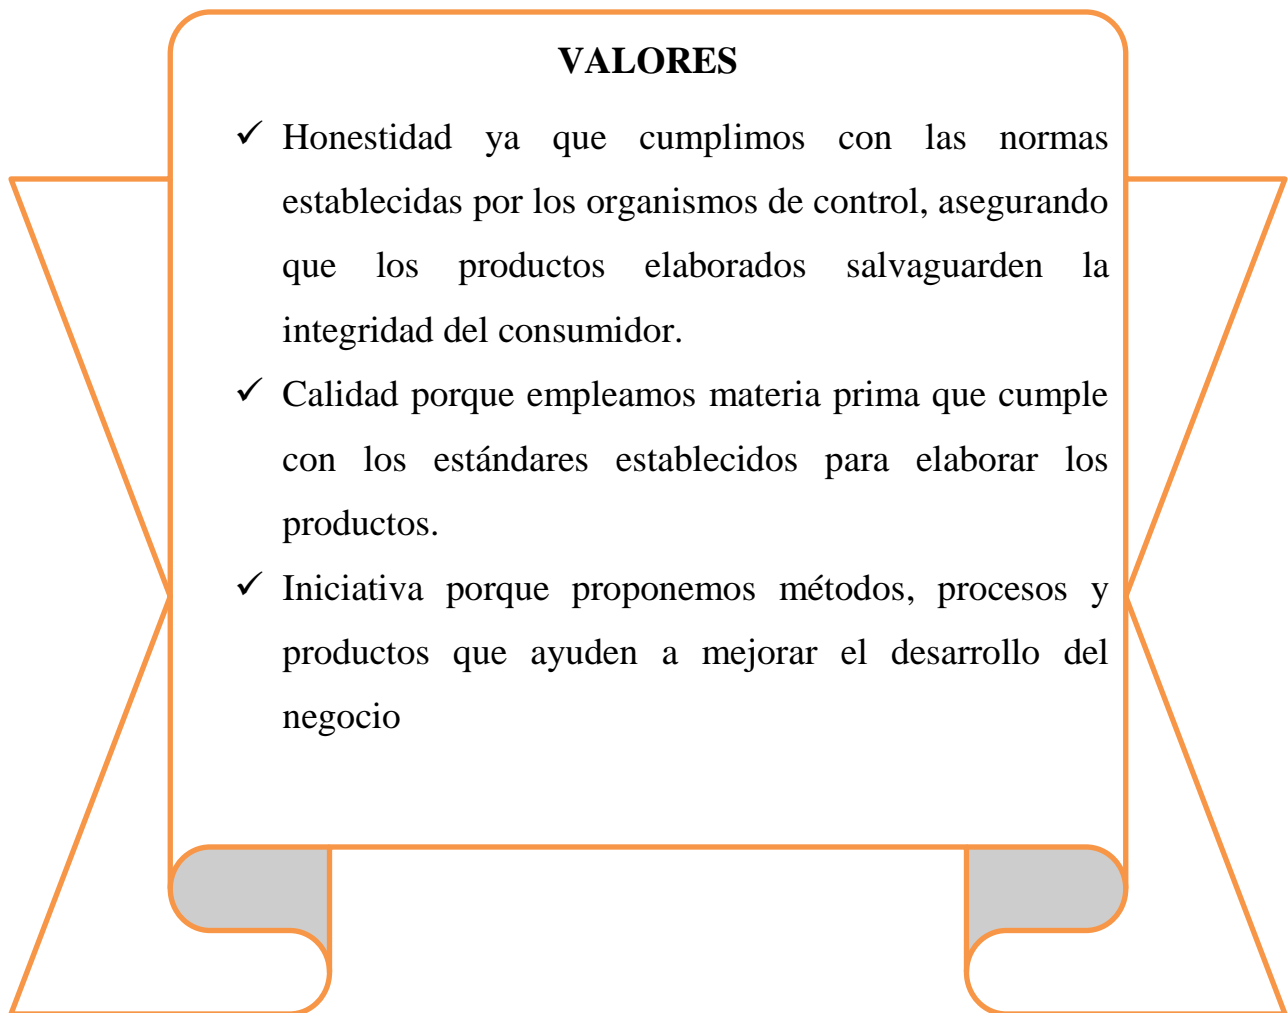 VALORES
✓ Honestidad ya que cumplimos con las normas
establecidas por los organismos de control, asegurando
que los productos elaborados salvaguarden la
integridad del consumidor.
✓ Calidad porque empleamos materia prima que cumple
con los estándares establecidos para elaborar los
productos.
✓ Iniciativa porque proponemos métodos, procesos y
productos que ayuden a mejorar el desarrollo del
negocio